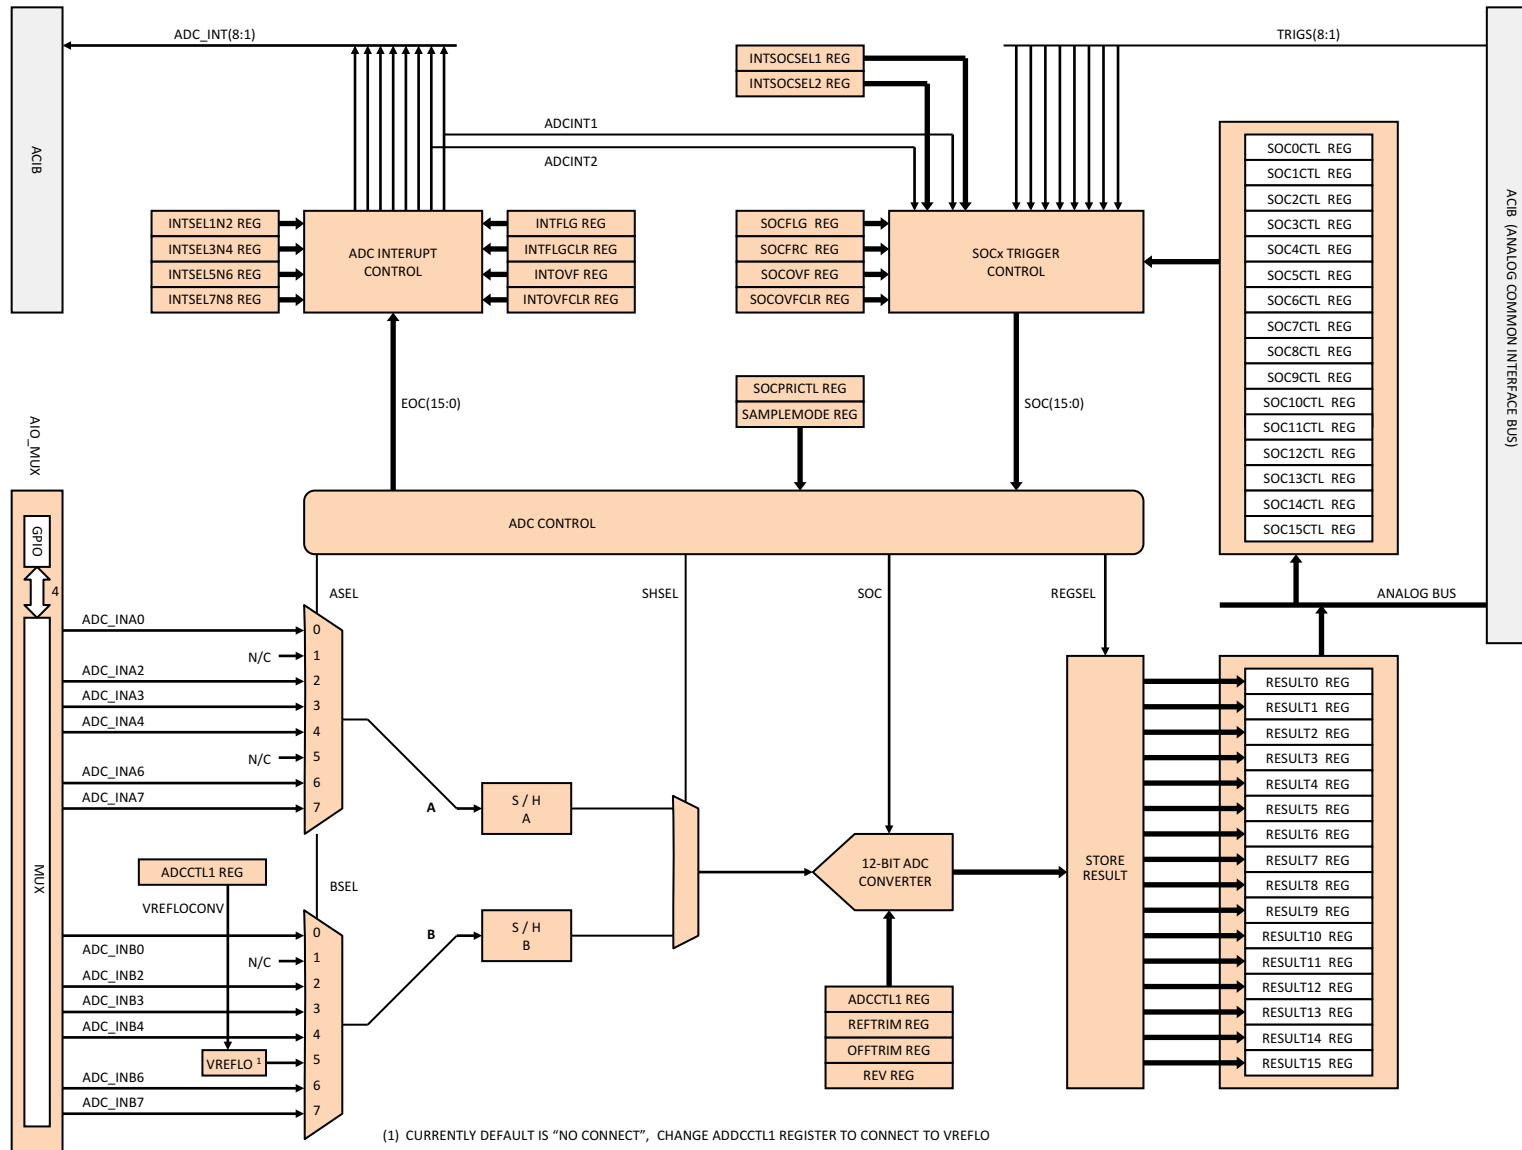 ADC_INT(8:1)
TRIGS(8:1)
INTSOCSEL1 REG
INTSOCSEL2 REG
ADCINT1
ADCINT2
ACIB
ACIB (ANALOG COMMON INTERFACE BUS)
INTSEL1N2 REG
INTSEL3N4 REG
INTSEL5N6 REG
INTSEL7N8 REG
ADC INTERUPT
CONTROL
INTFLG REG
INTFLGCLR REG
INTOVF REG
INTOVFCLR REG
SOCFLG REG
SOCFRC REG
SOCOVF REG
SOCOVFCLR REG
SOCx TRIGGER
CONTROL
SOC0CTL REG
SOC1CTL REG
SOC2CTL REG
SOC3CTL REG
SOC4CTL REG
SOC5CTL REG
SOC6CTL REG
SOC7CTL REG
SOC8CTL REG
SOC9CTL REG
SOC10CTL REG
SOC11CTL REG
SOC12CTL REG
SOC13CTL REG
SOC14CTL REG
SOC15CTL REG
EOC(15:0)
SOCPRICTL REG
SAMPLEMODE REG
SOC(15:0)
AIO_MUX
GPIO
4
MUX
ADC CONTROL
ASEL
SHSEL
SOC
REGSEL
ANALOG BUS
ADC_INA0
N/C
ADC_INA2
ADC_INA3
ADC_INA4
N/C
ADC_INA6
ADC_INA7
0
1
2
3
4
5
6
7
A
S / H
A
ADCCTL1 REG
VREFLOCONV
BSEL
ADC_INB0
N/C
ADC_INB2
ADC_INB3
ADC_INB4
VREFLO 1
ADC_INB6
ADC_INB7
0
1
2
3
4
5
6
7
B
S / H
B
12-BIT ADC
CONVERTER
ADCCTL1 REG
REFTRIM REG
OFFTRIM REG
REV REG
STORE
RESULT
RESULT0 REG
RESULT1 REG
RESULT2 REG
RESULT3 REG
RESULT4 REG
RESULT5 REG
RESULT6 REG
RESULT7 REG
RESULT8 REG
RESULT9 REG
RESULT10 REG
RESULT11 REG
RESULT12 REG
RESULT13 REG
RESULT14 REG
RESULT15 REG
(1) CURRENTLY DEFAULT IS “NO CONNECT”, CHANGE ADDCCTL1 REGISTER TO CONNECT TO VREFLO